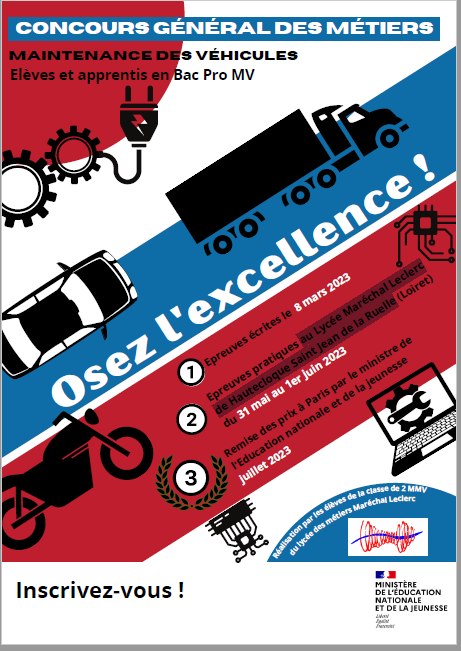 CONCOURS GÉNÉRAL DES MÉTIERS
MAINTENANCE DES VÉHICULES
Elèves et apprentis en Bac Pro MV
Osez l'excellence !
1
Epreuves écrites le 8 mars 2023
2
Epreuves pratiques au Lycée Maréchal Leclerc
de Hautecloque Saint Jean de la Ruelle (Loiret)
du 31 mai au 1er juin 2023
3
Remise des prix à Paris par le ministre de
l'Education nationale et de la jeunesse
juillet 2023
Réalisation par les élèves de la classe de 2 MMV
du lycée des métiers Maréchal Leclerc
Inscrivez-vous !
MINISTÈRE
DE L'ÉDUCATION
NATIONALE
ET DE LA JEUNESSE
Liberté
Égalité
Fraternité